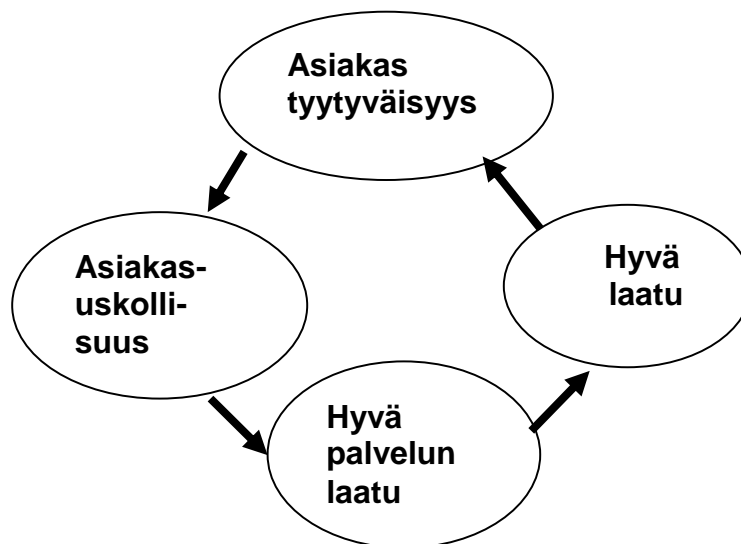 Asiakas
tyytyväisyys
Asiakas-
uskolli-
suus
Hyvä
laatu
Hyvä
palvelun
laatu